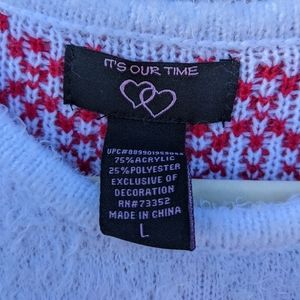 IT'S OUR TIME
75% ACRYLIC
25% POLYESTER
EXCLUSIVE OF
DECORATION
RN#73352
MADE IN CHINA
L